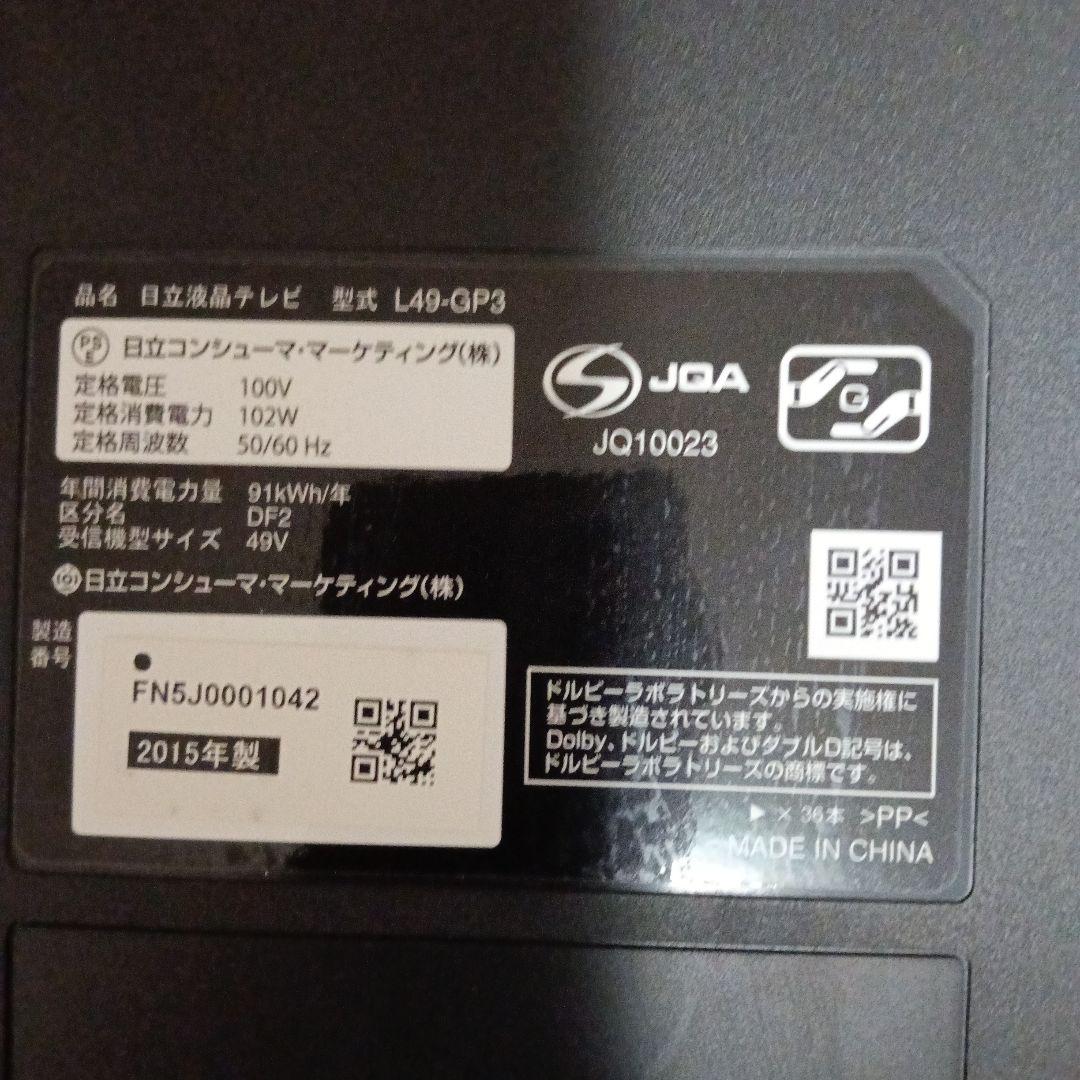 品名 日立液晶テレビ 型式 L49-GP3
PSE 日立コンシューマ・マーケティング(株)
定格電圧 100V
定格消費電力 102W
定格周波数 50/60 Hz
年間消費電力量 91kWh/年
区分名 DF2
受信機型サイズ 49V
日立コンシューマ・マーケティング(株)
製造
番号
FN5J0001042
2015年製
JQA
JQ10023
G
ドルビーラボラトリーズからの実施権に
基づき製造されています。
Dolby、ドルビーおよびダブルD記号は、
ドルビーラボラトリーズの商標です。
▶ × 36本 >PP<
MADE IN CHINA